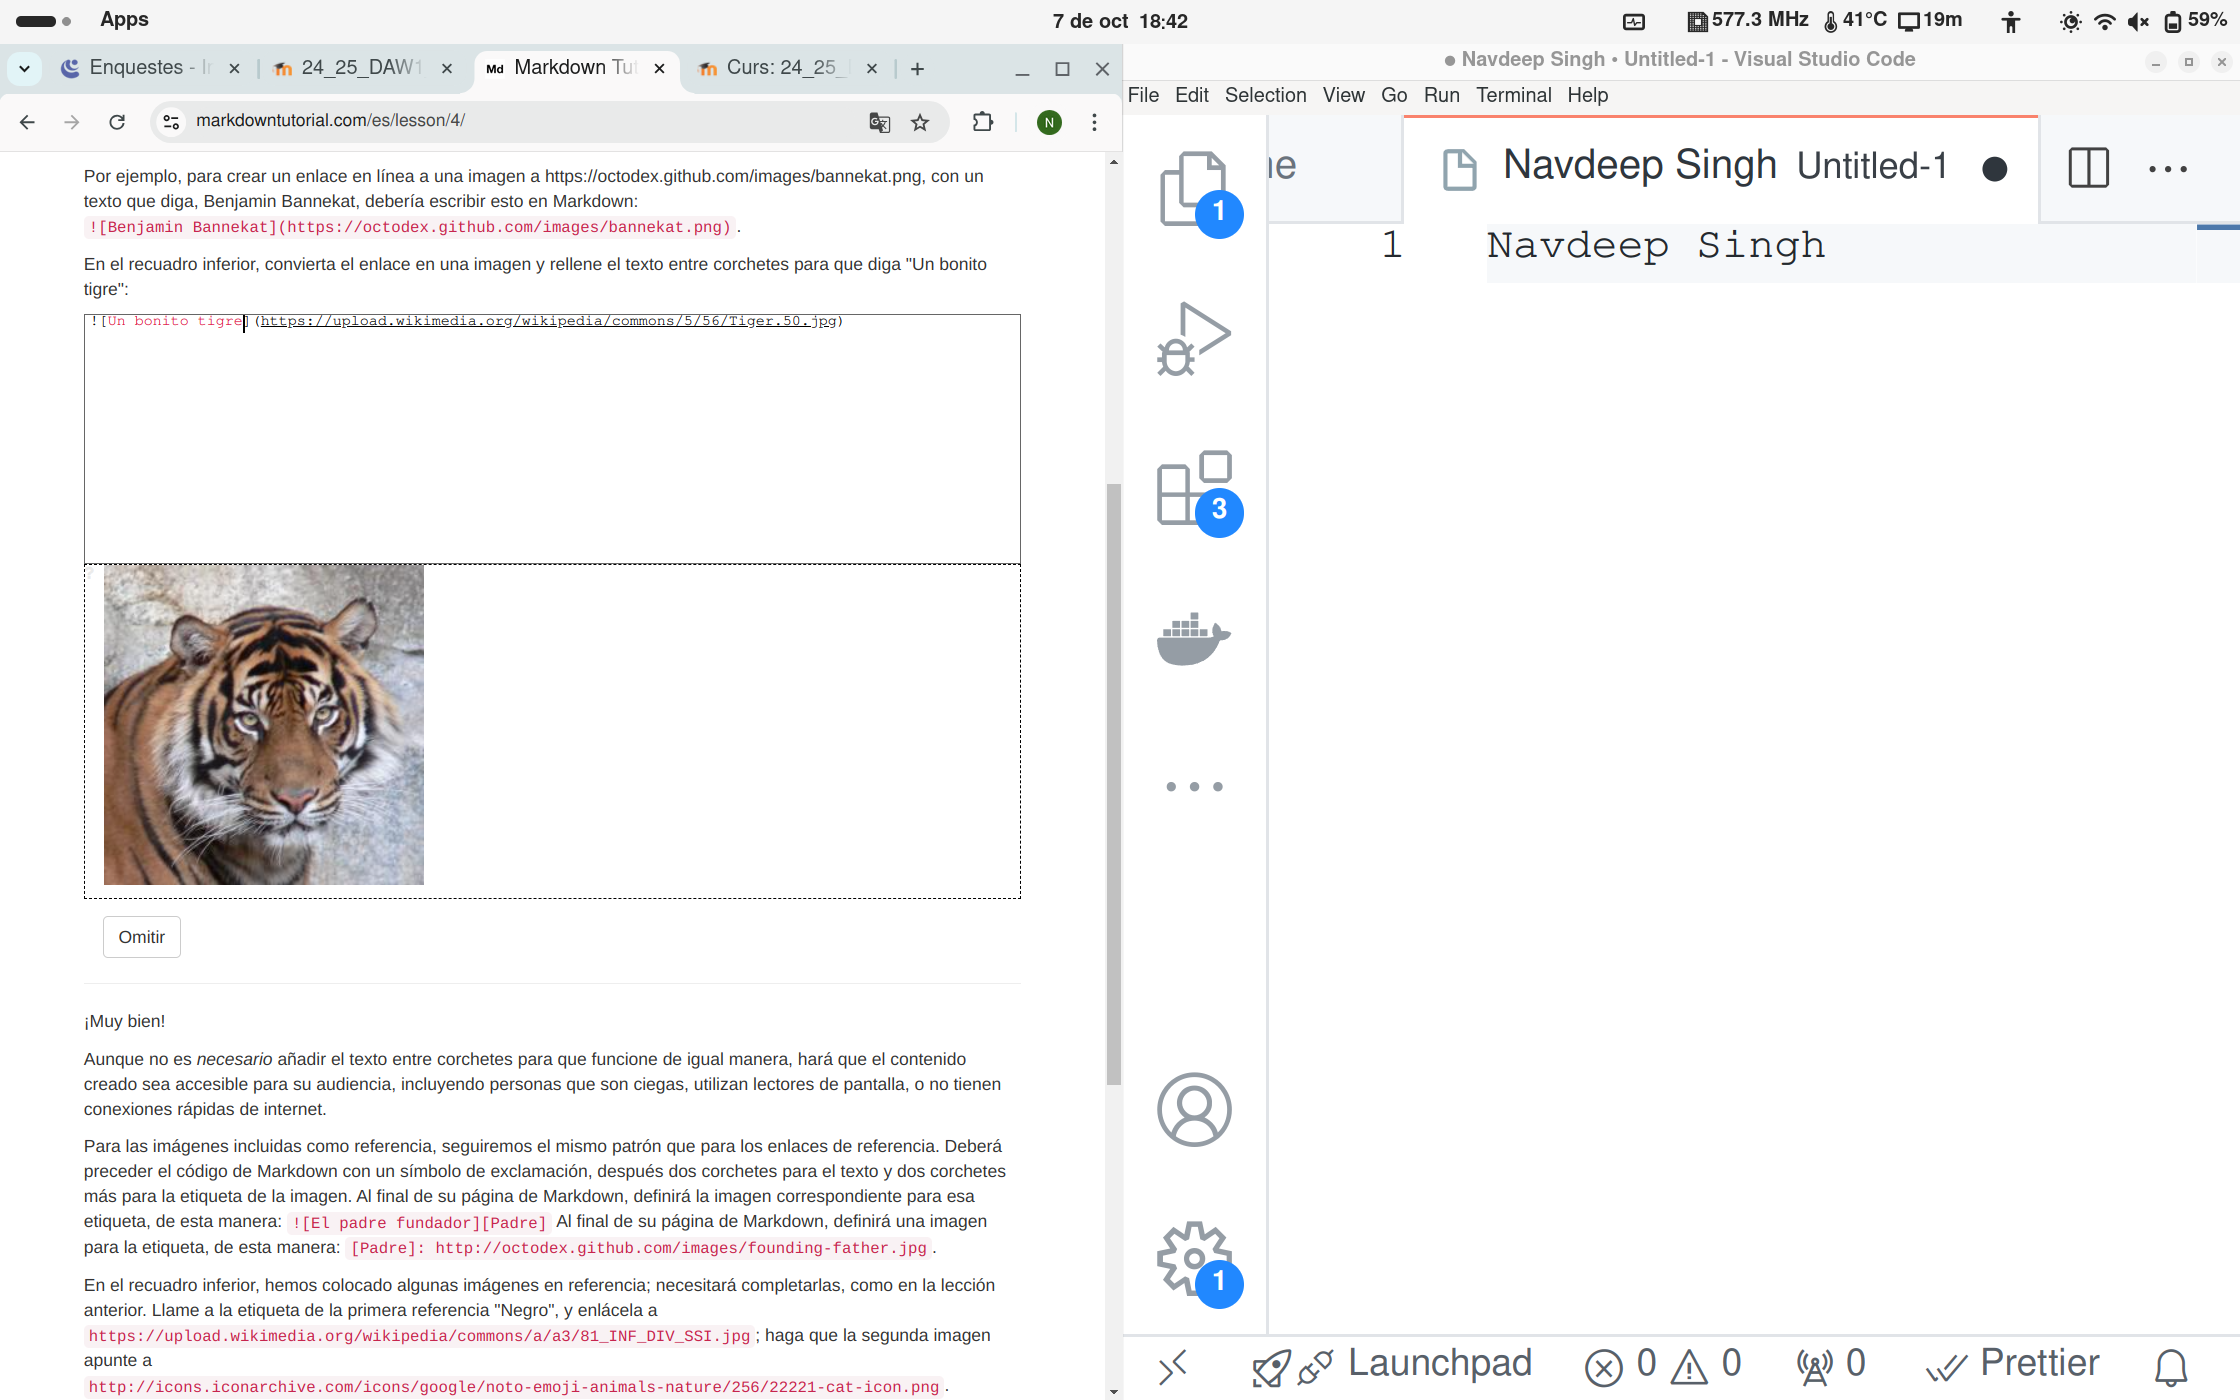 Apps
7 de oct 18:42
577.3 MHz 41°C 19m 59%
Enquestes - I
24_25_DAW1
Md Markdown Tu
Curs: 24_25_
markdowntutorial.com/es/lesson/4/
N
Por ejemplo, para crear un enlace en línea a una imagen a https://octodex.github.com/images/bannekat.png, con un
texto que diga, Benjamin Bannekat, debería escribir esto en Markdown:
![Benjamin Bannekat](https://octodex.github.com/images/bannekat.png).
En el recuadro inferior, convierta el enlace en una imagen y rellene el texto entre corchetes para que diga "Un bonito
tigre":
![Un bonito tigre](https://upload.wikimedia.org/wikipedia/commons/5/56/Tiger.50.jpg)
Omitir
¡Muy bien!
Aunque no es necesario añadir el texto entre corchetes para que funcione de igual manera, hará que el contenido
creado sea accesible para su audiencia, incluyendo personas que son ciegas, utilizan lectores de pantalla, o no tienen
conexiones rápidas de internet.
Para las imágenes incluidas como referencia, seguiremos el mismo patrón que para los enlaces de referencia. Deberá
preceder el código de Markdown con un símbolo de exclamación, después dos corchetes para el texto y dos corchetes
más para la etiqueta de la imagen. Al final de su página de Markdown, definirá la imagen correspondiente para esa
etiqueta, de esta manera: ![El padre fundador][Padre] Al final de su página de Markdown, definirá una imagen
para la etiqueta, de esta manera: [Padre]: http://octodex.github.com/images/founding-father.jpg.
En el recuadro inferior, hemos colocado algunas imágenes en referencia; necesitará completarlas, como en la lección
anterior. Llame a la etiqueta de la primera referencia "Negro", y enlácela a
https://upload.wikimedia.org/wikipedia/commons/a/a3/81_INF_DIV_SSI.jpg; haga que la segunda imagen
apunte a
http://icons.iconarchive.com/icons/google/noto-emoji-animals-nature/256/22221-cat-icon.png.
● Navdeep Singh • Untitled-1 - Visual Studio Code
File Edit Selection View Go Run Terminal Help
ne
Navdeep Singh Untitled-1
1 Navdeep Singh
1
3
1
Launchpad 0 0 0 Prettier